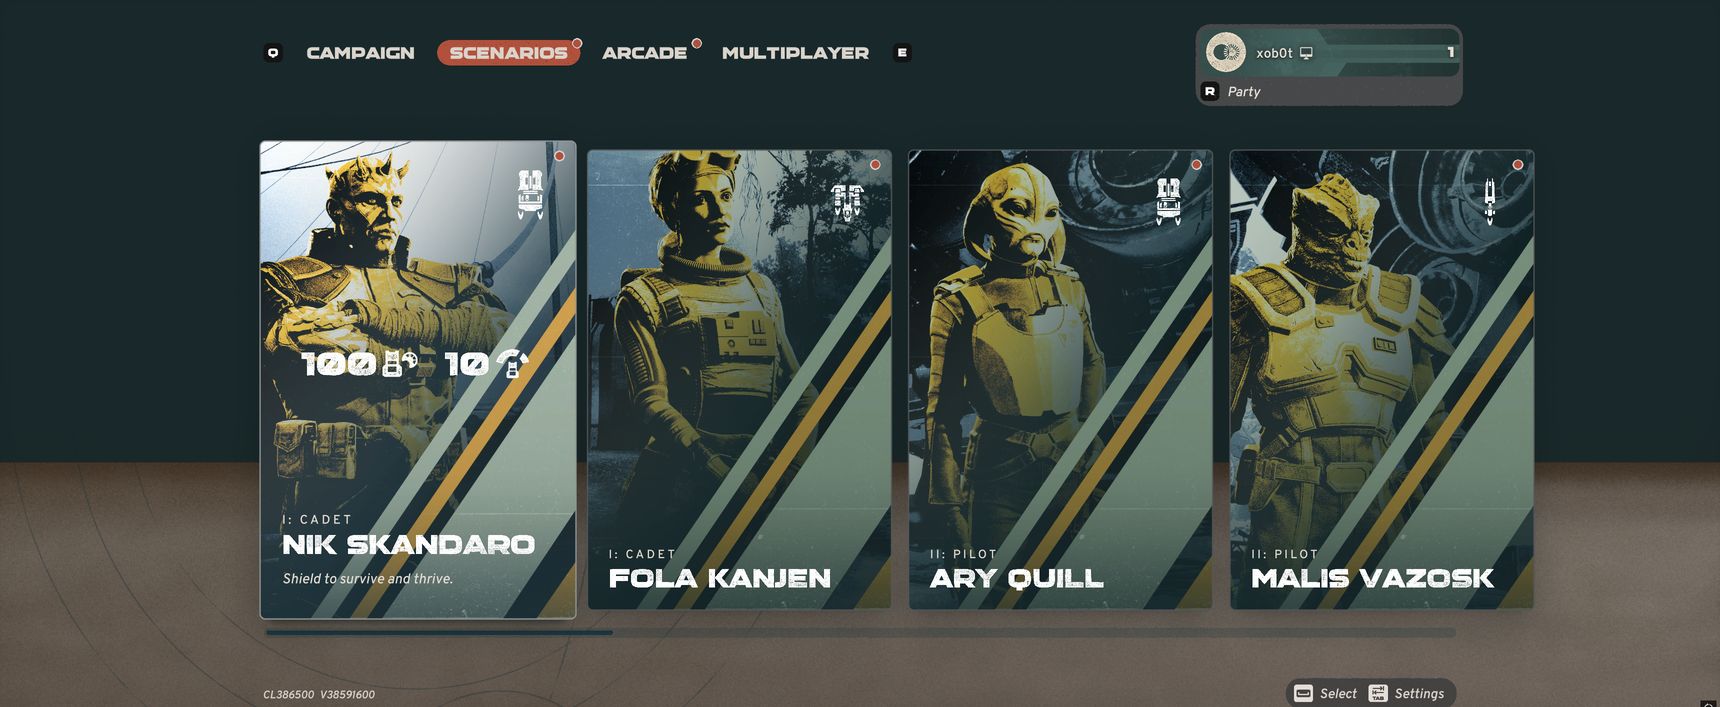 Q CAMPAIGN SCENARIOS ARCADE MULTIPLAYER E
xob0t 1
R Party
100 10
I: CADET
NIK SKANDARO
Shield to survive and thrive.
I: CADET
FOLA KANJEN
II: PILOT
ARY QUILL
II: PILOT
MALIS VAZOSK
CL386500 V38591600
Select TAB Settings